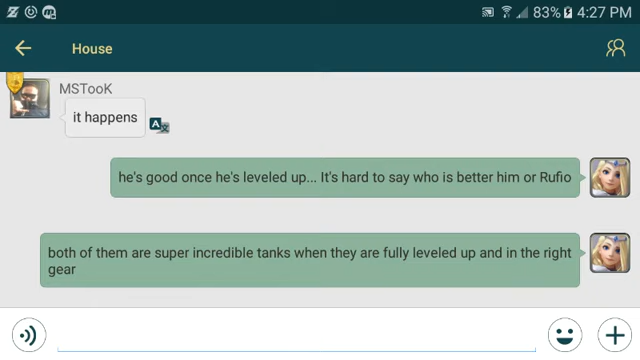 83% 4:27 PM
House
MSTooK
it happens
he's good once he's leveled up... It's hard to say who is better him or Rufio
both of them are super incredible tanks when they are fully leveled up and in the right
gear